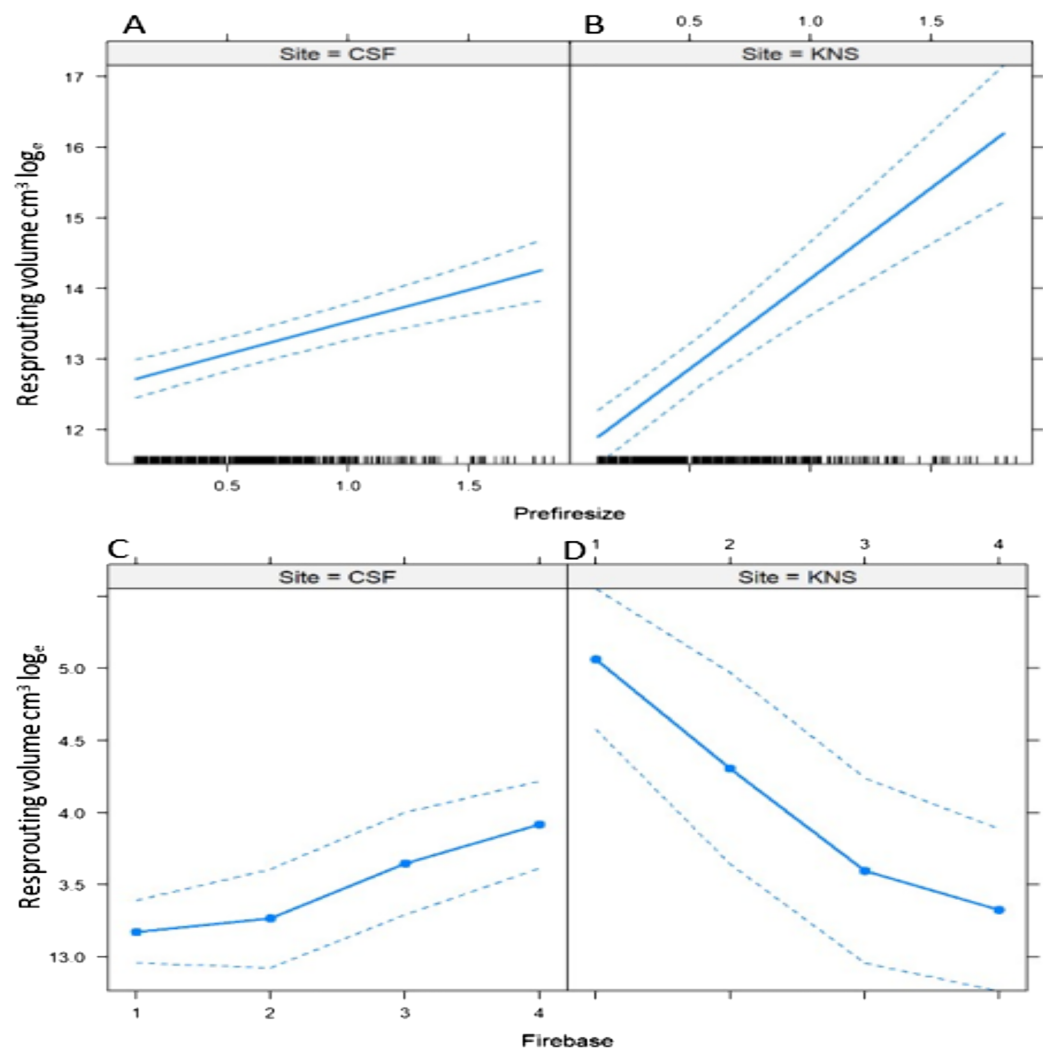 A
B
0.5 1.0 1.5
Site = CSF
Site = KNS
17
16
15
14
13
12
Resprouting volume cm³ logₑ
0.5 1.0 1.5
Prefiresize
C
D
1 2 3 4
Site = CSF
Site = KNS
5.0
4.5
4.0
3.5
13.0
Resprouting volume cm³ logₑ
1 2 3 4
Firebase